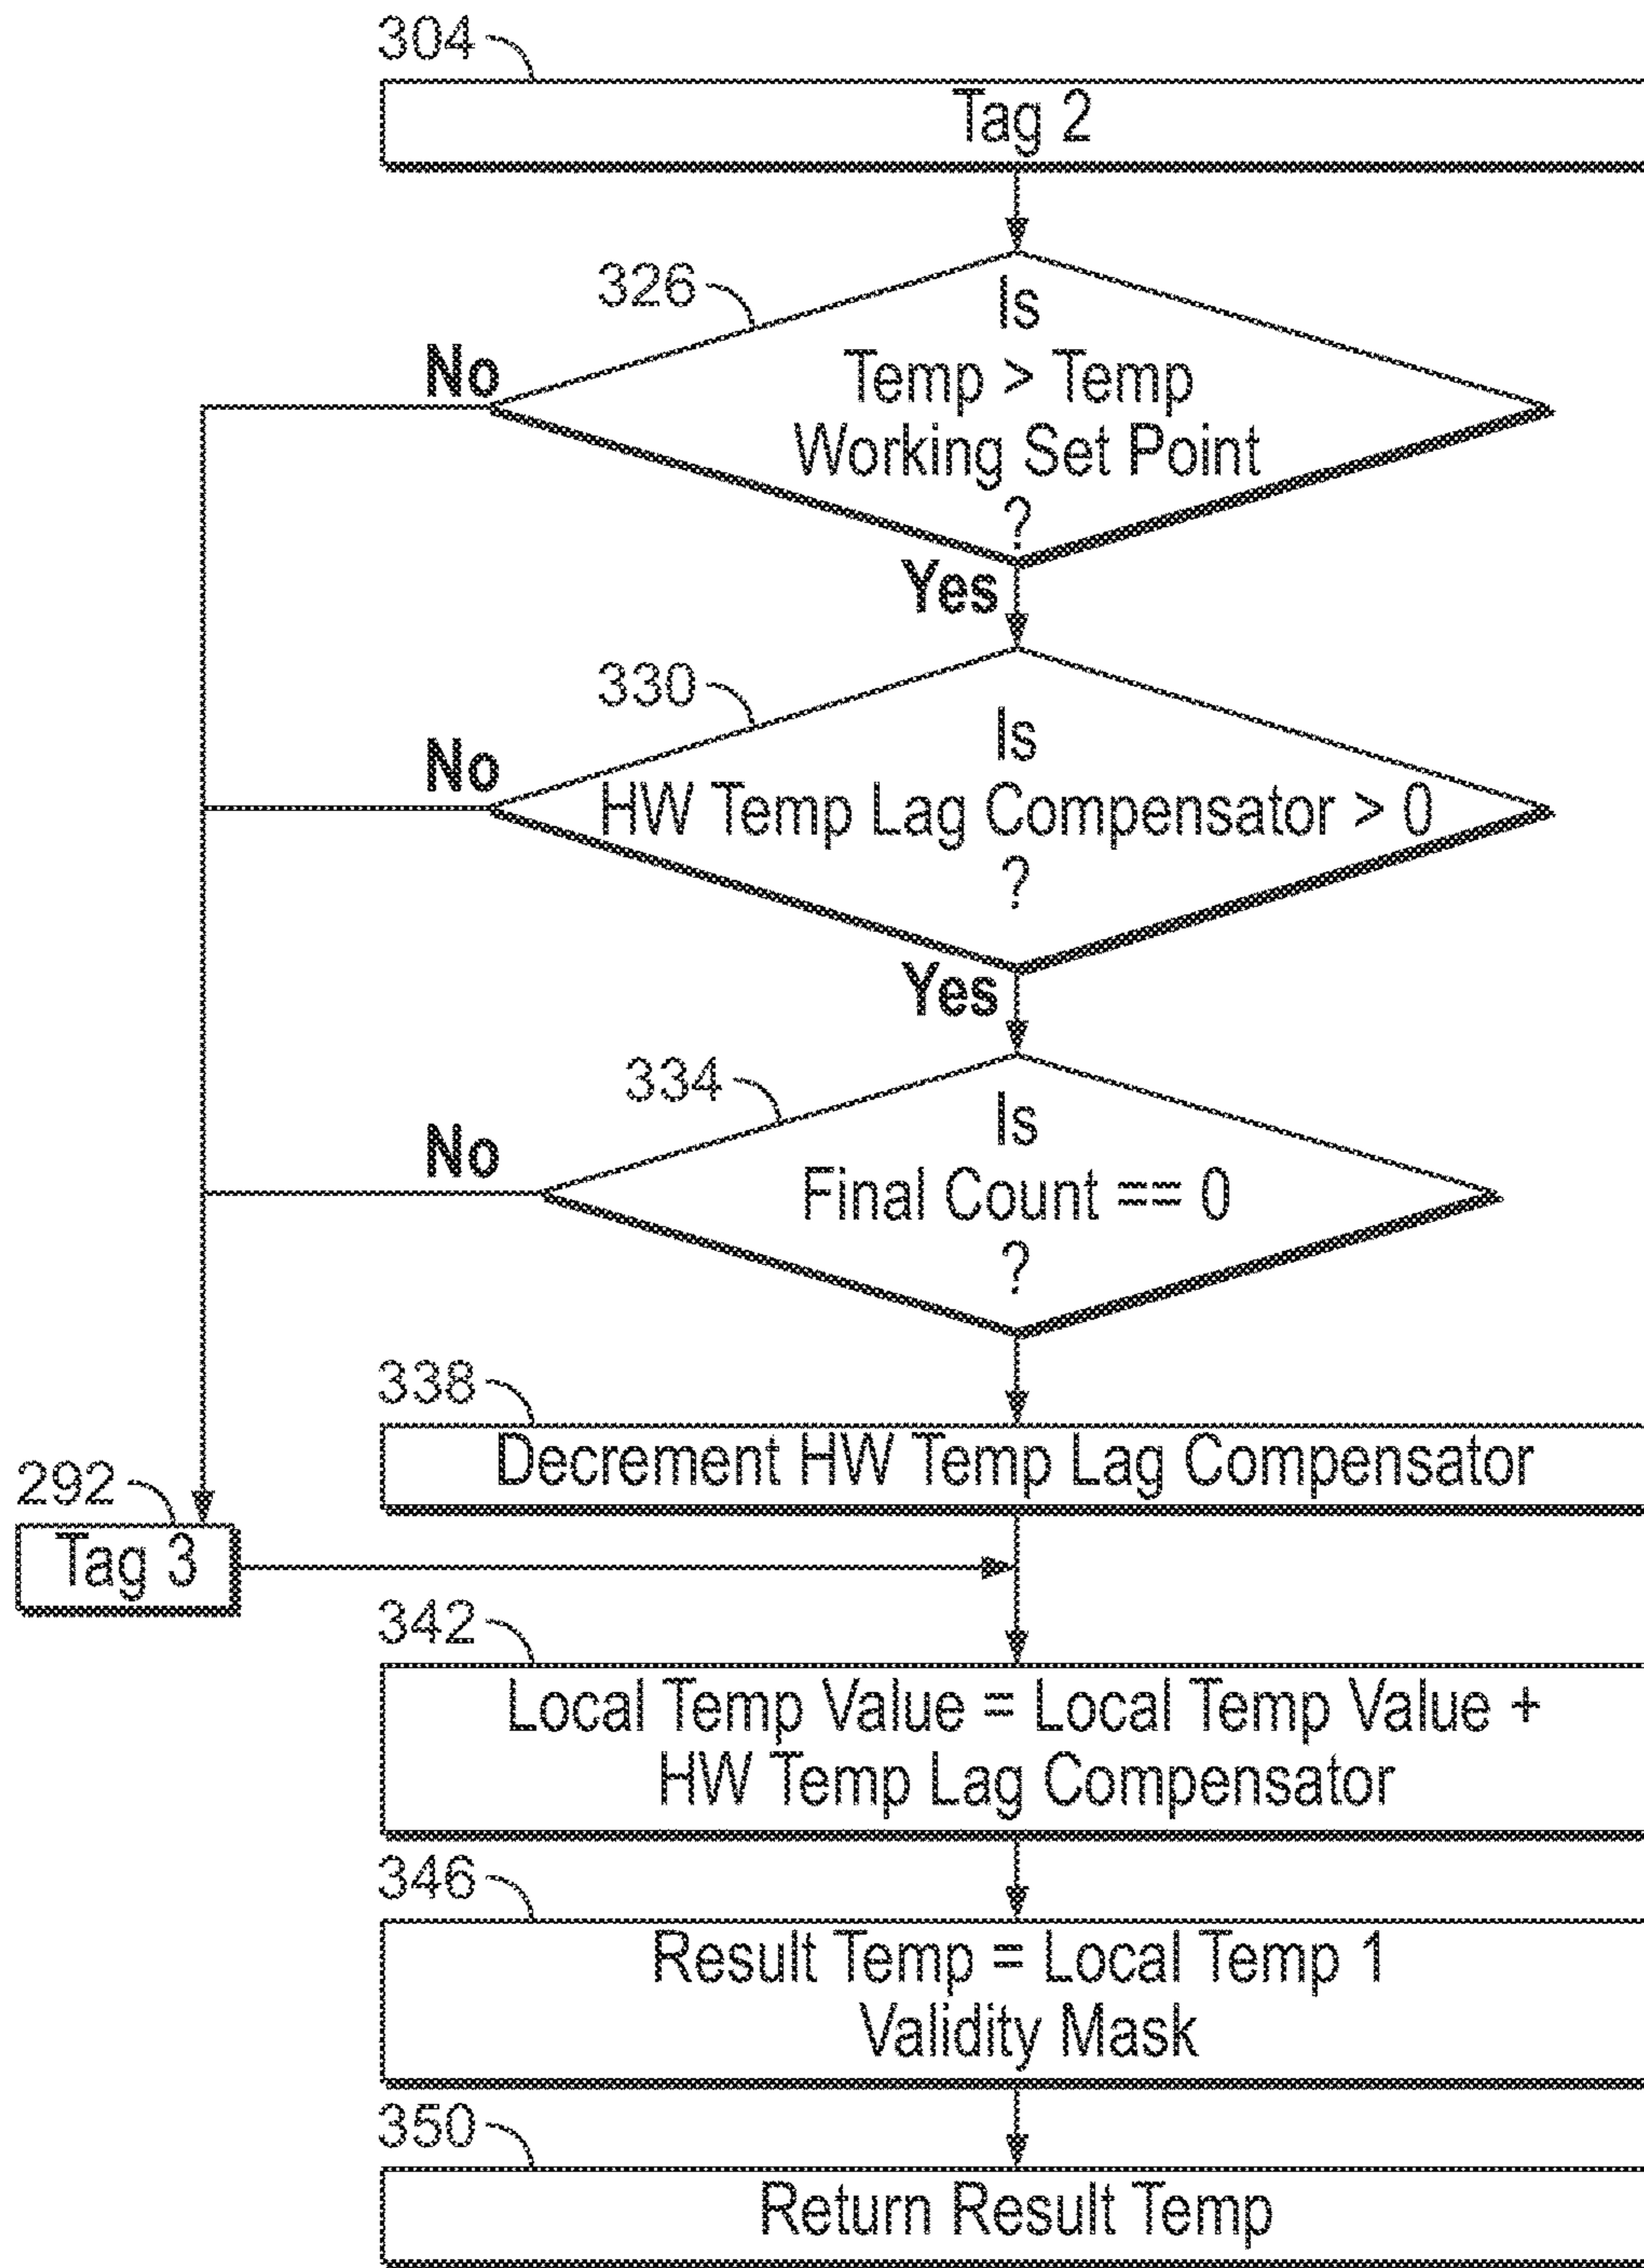 304
Tag 2
326
Is
No
Temp > Temp
Working Set Point
?
Yes
330
Is
No
HW Temp Lag Compensator > 0
?
Yes
334
Is
No
Final Count == 0
?
338
Decrement HW Temp Lag Compensator
292
Tag 3
342
Local Temp Value = Local Temp Value +
HW Temp Lag Compensator
346
Result Temp = Local Temp 1
Validity Mask
350
Return Result Temp